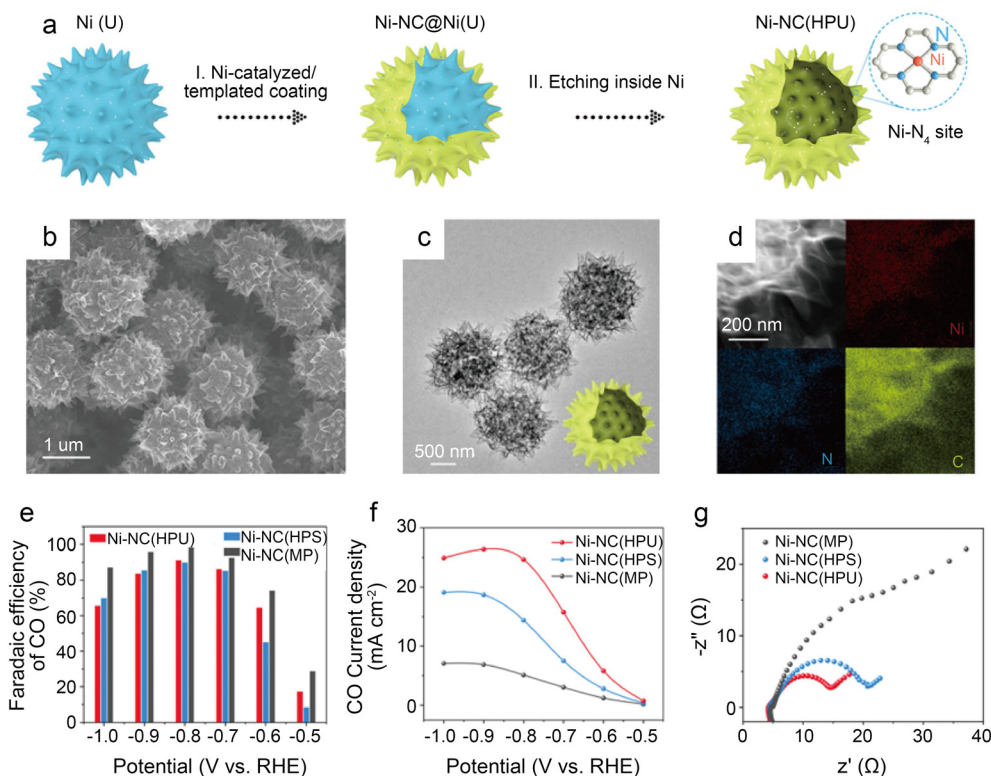 a
Ni (U)
Ni-NC@Ni(U)
Ni-NC(HPU)
I. Ni-catalyzed/
templated coating
II. Etching inside Ni
N
Ni
Ni-N4 site
b
1 um
c
500 nm
d
200 nm
Ni
N
C
e
Ni-NC(HPU)
Ni-NC(HPS)
Ni-NC(MP)
Faradaic efficiency
of CO (%)
100
80
60
40
20
0
-1.0 -0.9 -0.8 -0.7 -0.6 -0.5
Potential (V vs. RHE)
f
Ni-NC(HPU)
Ni-NC(HPS)
Ni-NC(MP)
CO Current density
(mA cm-2)
30
20
10
0
-1.0 -0.9 -0.8 -0.7 -0.6 -0.5
Potential (V vs. RHE)
g
Ni-NC(MP)
Ni-NC(HPS)
Ni-NC(HPU)
-z" (Ω)
20
10
0
0 10 20 30 40
z' (Ω)